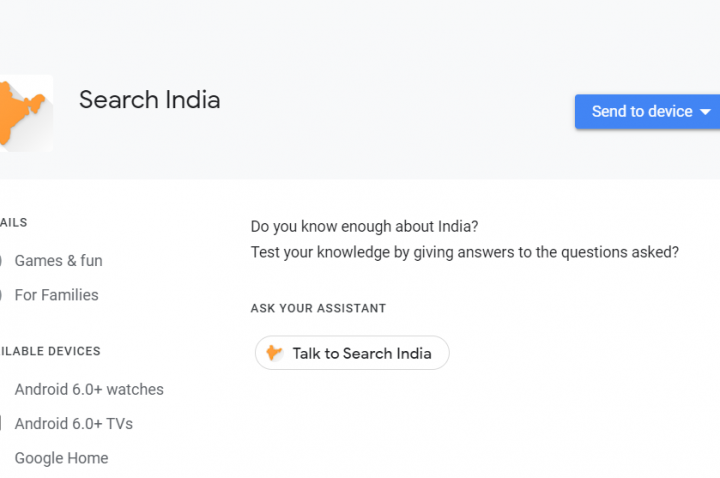 Search India
Send to device
AILS
Games & fun
For Families
ILABLE DEVICES
Android 6.0+ watches
Android 6.0+ TVs
Google Home
Do you know enough about India?
Test your knowledge by giving answers to the questions asked?
ASK YOUR ASSISTANT
Talk to Search India